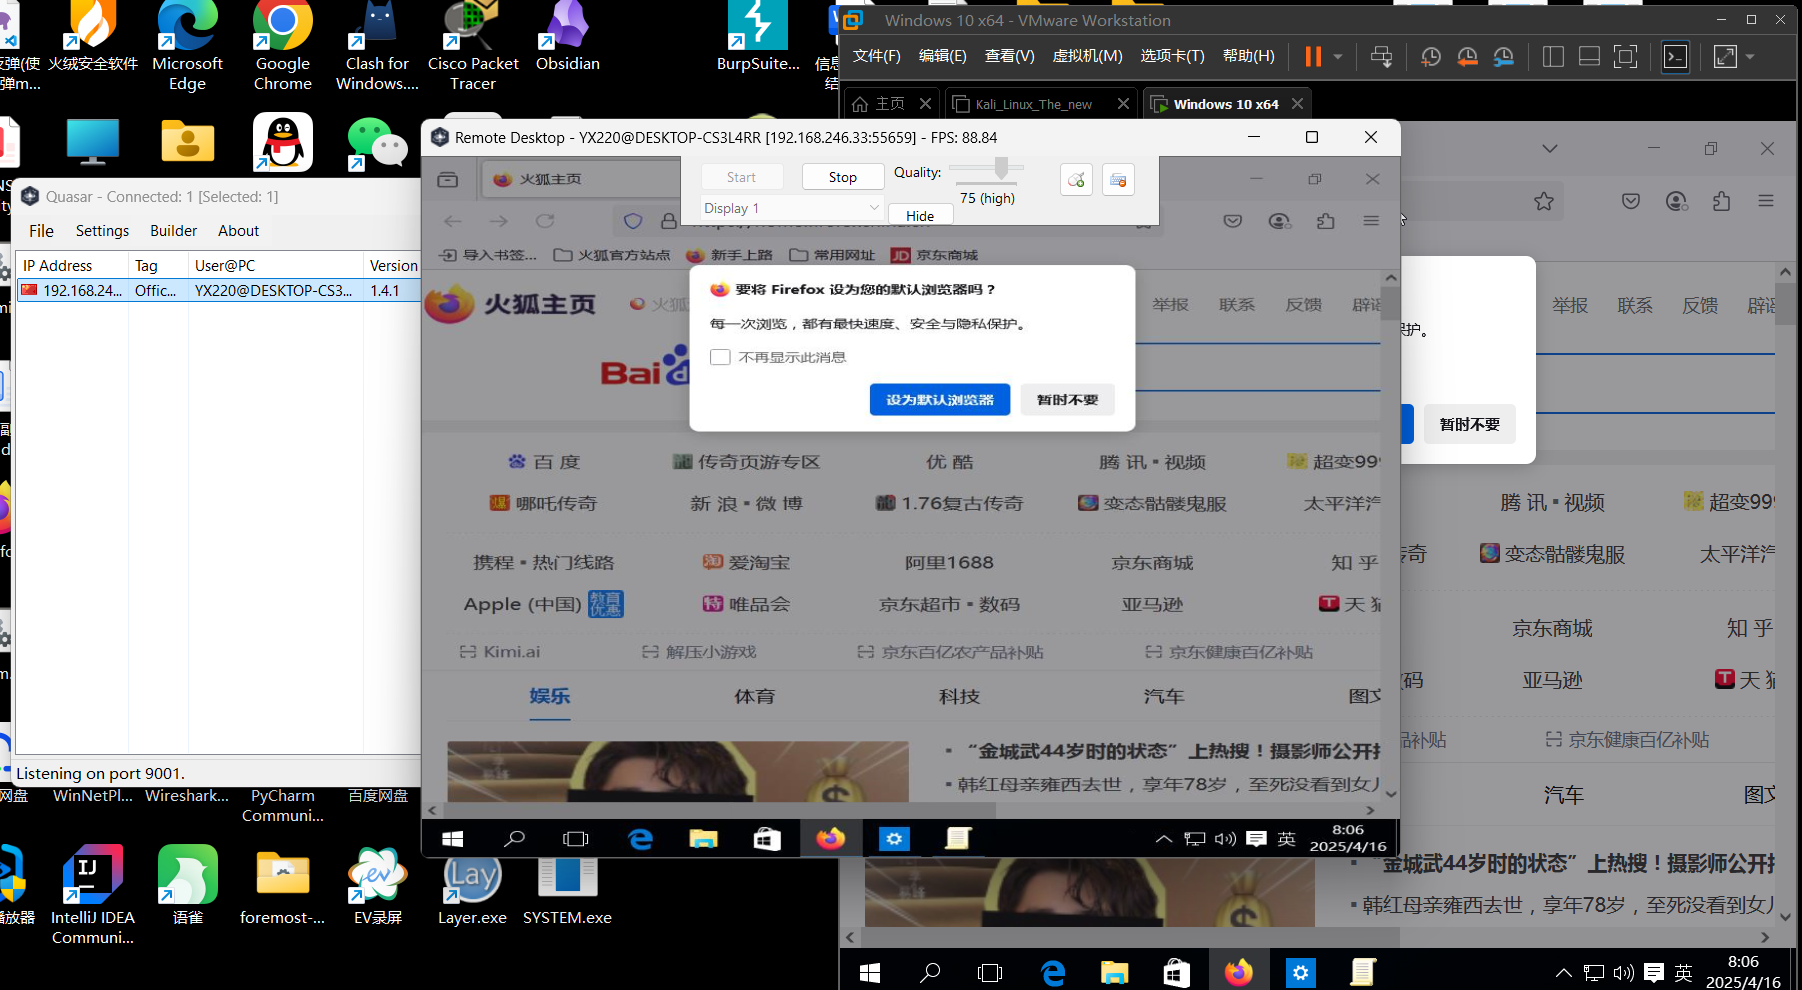 火绒安全软件
Microsoft
Edge
Google
Chrome
Clash for
Windows....
Cisco Packet
Tracer
Obsidian
BurpSuite...
Windows 10 x64 - VMware Workstation
文件(F)
编辑(E)
查看(V)
虚拟机(M)
选项卡(T)
帮助(H)
主页
Kali_Linux_The_new
Windows 10 x64
Quasar - Connected: 1 [Selected: 1]
File
Settings
Builder
About
IP Address
Tag
User@PC
Version
192.168.24...
Offic...
YX220@DESKTOP-CS3...
1.4.1
Listening on port 9001.
Remote Desktop - YX220@DESKTOP-CS3L4RR [192.168.246.33:55659] - FPS: 88.84
Start
Stop
Quality:
75 (high)
Display 1
Hide
火狐主页
导入书签...
火狐官方站点
新手上路
常用网址
JD
京东商城
火狐主页
举报
联系
反馈
辟谣
要将 Firefox 设为您的默认浏览器吗？
每一次浏览，都有最快速度、安全与隐私保护。
不再显示此消息
设为默认浏览器
暂时不要
百 度
传奇页游专区
优 酷
腾 讯 ▪ 视频
超变999
哪吒传奇
新 浪 ▪ 微 博
1.76复古传奇
变态骷髅鬼服
太平洋汽
携程 ▪ 热门线路
淘
爱淘宝
阿里1688
京东商城
知 乎
Apple (中国)
教育
优惠
特
唯品会
京东超市 ▪ 数码
亚马逊
天 猫
Kimi.ai
解压小游戏
京东百亿农产品补贴
京东健康百亿补贴
娱乐
体育
科技
汽车
图文
▪ “金城武44岁时的状态”上热搜！摄影师公开
▪ 韩红母亲雍西去世，享年78岁，至死没看到女儿
英
8:06
2025/4/16
举报
联系
反馈
辟谣
保护。
暂时不要
腾 讯 ▪ 视频
超变999
传奇
变态骷髅鬼服
太平洋汽
京东商城
知 乎
数码
亚马逊
天 猫
品补贴
京东健康百亿补贴
汽车
图文
▪ “金城武44岁时的状态”上热搜！摄影师公开
▪ 韩红母亲雍西去世，享年78岁，至死没看到女儿
英
8:06
2025/4/16
网盘
WinNetPl...
Wireshark...
PyCharm
Communi...
百度网盘
播放器
IJ
IntelliJ IDEA
Communi...
语雀
foremost-...
ev
EV录屏
Lay
Layer.exe
SYSTEM.exe